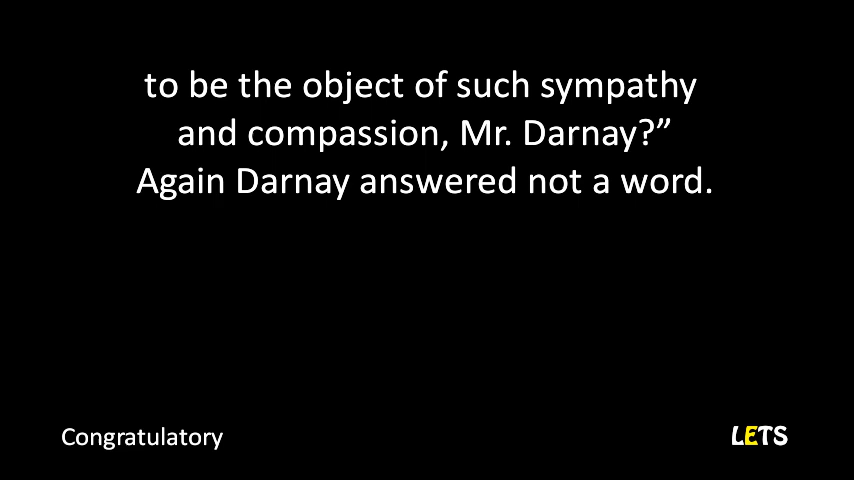 to be the object of such sympathy
and compassion, Mr. Darnay?”
Again Darnay answered not a word.
Congratulatory
LETS